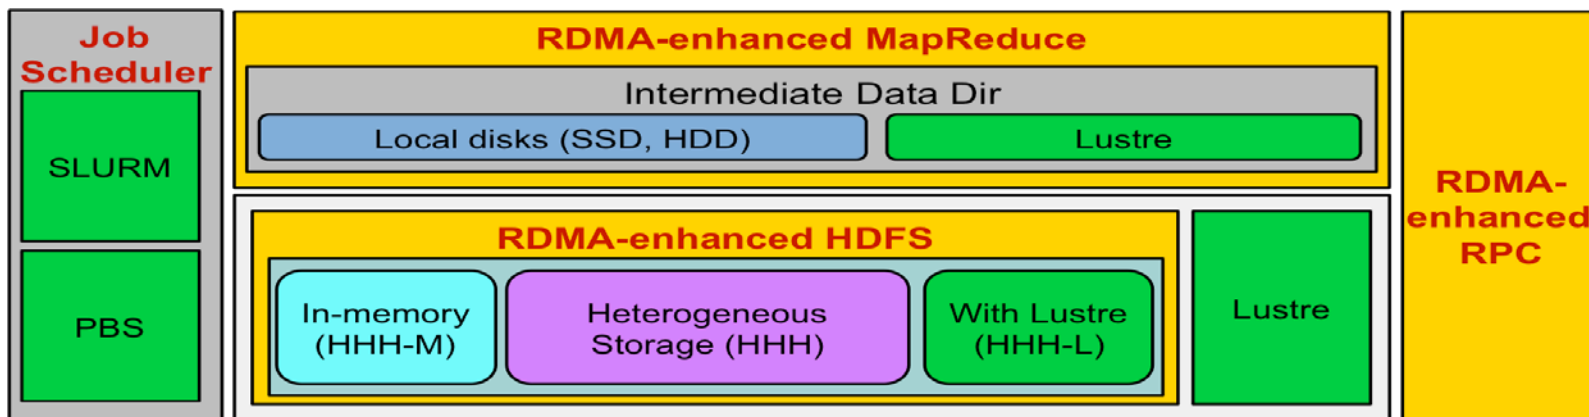 Job
Scheduler
SLURM
PBS
RDMA-enhanced MapReduce
Intermediate Data Dir
Local disks (SSD, HDD)
Lustre
RDMA-enhanced HDFS
In-memory
(HHH-M)
Heterogeneous
Storage (HHH)
With Lustre
(HHH-L)
Lustre
RDMA-
enhanced
RPC